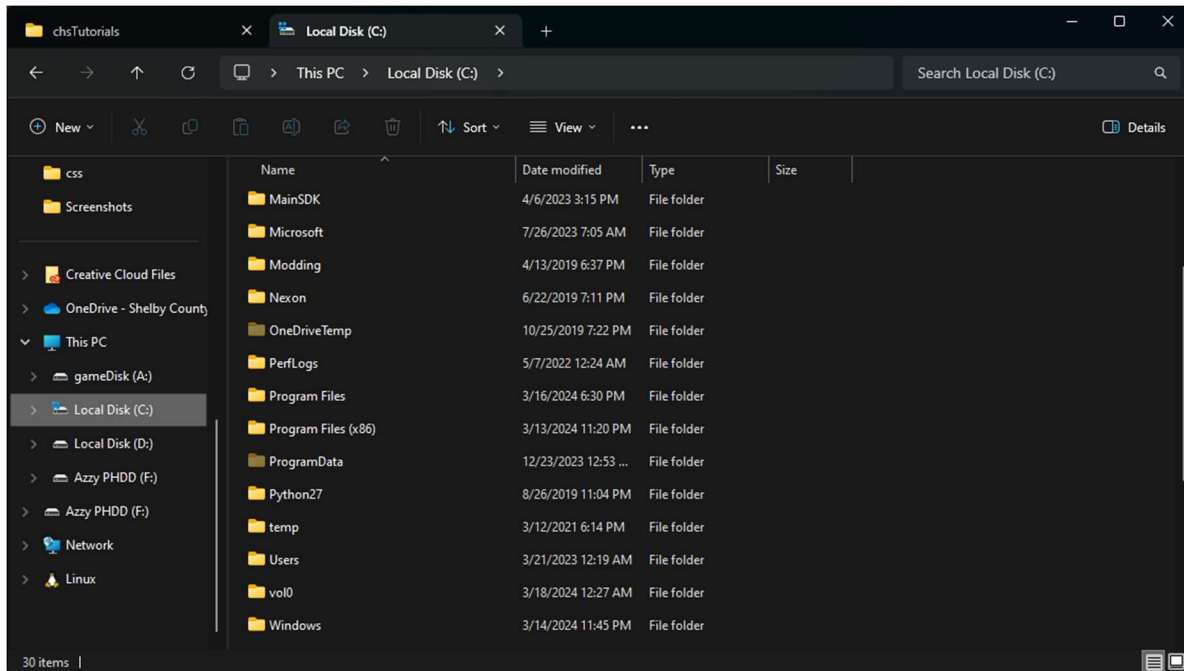 chsTutorials Local Disk (C:)
This PC > Local Disk (C:) > Search Local Disk (C:)
New Sort View ... Details
css
Screenshots
Creative Cloud Files
OneDrive - Shelby County
This PC
gameDisk (A:)
Local Disk (C:)
Local Disk (D:)
Azzy PHDD (F:)
Azzy PHDD (F:)
Network
Linux
Name Date modified Type Size
MainSDK 4/6/2023 3:15 PM File folder
Microsoft 7/26/2023 7:05 AM File folder
Modding 4/13/2019 6:37 PM File folder
Nexon 6/22/2019 7:11 PM File folder
OneDriveTemp 10/25/2019 7:22 PM File folder
PerfLogs 5/7/2022 12:24 AM File folder
Program Files 3/16/2024 6:30 PM File folder
Program Files (x86) 3/13/2024 11:20 PM File folder
ProgramData 12/23/2023 12:53 ... File folder
Python27 8/26/2019 11:04 PM File folder
temp 3/12/2021 6:14 PM File folder
Users 3/21/2023 12:19 AM File folder
vol0 3/18/2024 12:27 AM File folder
Windows 3/14/2024 11:45 PM File folder
30 items